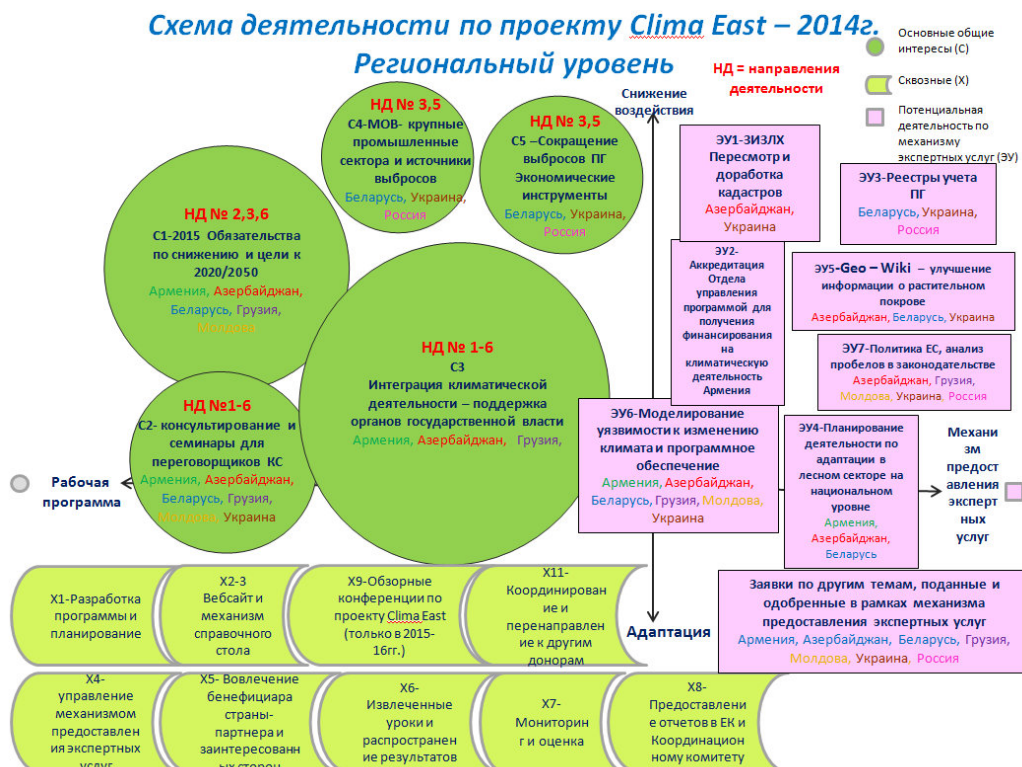 Схема деятельности по проекту Clima East – 2014г.
Региональный уровень
НД = направления
деятельности
Основные общие
интересы (С)
Сквозные (Х)
Потенциальная
деятельность по
механизму
экспертных услуг (ЭУ)
Снижение
воздействия
НД № 3,5
С4-МОВ- крупные
промышленные
сектора и источники
выбросов
Беларусь, Украина,
Россия
НД № 3,5
С5 –Сокращение
выбросов ПГ
Экономические
инструменты
Беларусь, Украина,
Россия
НД № 2,3,6
С1-2015 Обязательства
по снижению и цели к
2020/2050
Армения, Азербайджан,
Беларусь, Грузия,
Молдова
НД № 1-6
С3
Интеграция климатической
деятельности – поддержка
органов государственной власти
Армения, Азербайджан, Грузия,
НД №1-6
С2- консультирование и
семинары для
переговорщиков КС
Армения, Азербайджан,
Беларусь, Грузия,
Молдова, Украина
Рабочая
программа
ЭУ1-ЗИЗЛХ
Пересмотр и
доработка
кадастров
Азербайджан,
Украина
ЭУ3-Реестры учета
ПГ
Беларусь, Украина,
Россия
ЭУ2-
Аккредитация
Отдела
управления
программой для
получения
финансирования
на
климатическую
деятельность
Армения
ЭУ5-Geo – Wiki – улучшение
информации о растительном
покрове
Азербайджан, Беларусь, Украина
ЭУ7-Политика ЕС, анализ
пробелов в законодательстве
Азербайджан, Грузия,
Молдова, Украина, Россия
ЭУ6-Моделирование
уязвимости к изменению
климата и программное
обеспечение
Армения, Азербайджан,
Беларусь, Грузия, Молдова,
Украина
ЭУ4-Планирование
деятельности по
адаптации в
лесном секторе на
национальном
уровне
Армения,
Азербайджан,
Беларусь
Механи
зм
предост
авления
эксперт
ных
услуг
Адаптация
Заявки по другим темам, поданные и
одобренные в рамках механизма
предоставления экспертных услуг
Армения, Азербайджан, Беларусь, Грузия,
Молдова, Украина, Россия
Х1-Разработка
программы и
планирование
Х2-3
Вебсайт и
механизм
справочного
стола
Х9-Обзорные
конференции по
проекту Clima East
(только в 2015-
16гг.)
Х11-
Координирован
ие и
перенаправлен
ие к другим
донорам
Х4-
управление
механизмом
предоставлен
ия экспертных
услуг
Х5- Вовлечение
бенефициара
страны-
партнера и
заинтересованн
ых сторон
Х6-
Извлеченные
уроки и
распространен
ие результатов
Х7-
Мониторин
г и оценка
Х8-
Предоставлени
е отчетов в ЕК и
Координацион
ному комитету